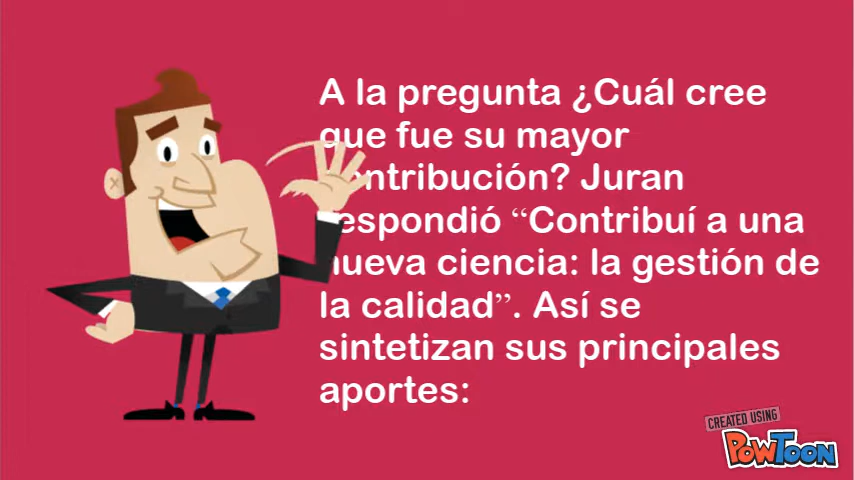 A la pregunta ¿Cuál cree
que fue su mayor
contribución? Juran
respondió “Contribuí a una
nueva ciencia: la gestión de
la calidad”. Así se
sintetizan sus principales
aportes:
CREATED USING
POWTOON